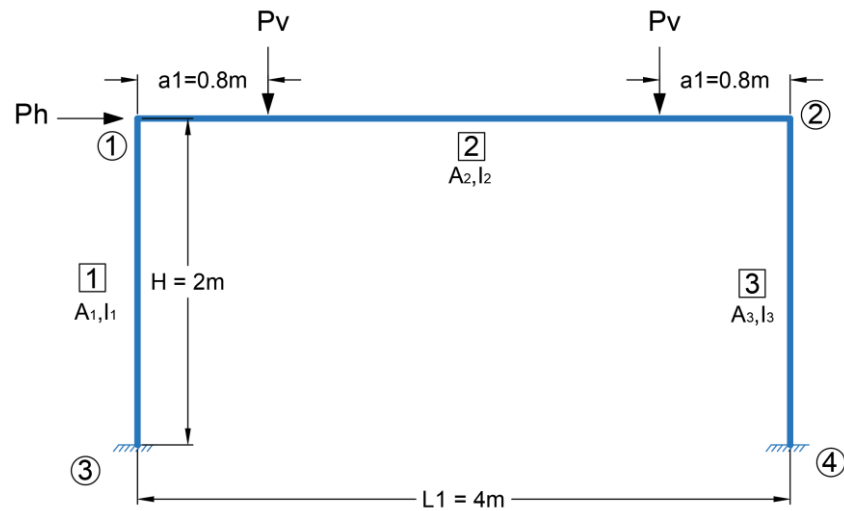 Pv
Pv
a1=0.8m
a1=0.8m
Ph
1
2
2
A₂,I₂
1
A₁,I₁
H = 2m
3
A₃,I₃
3
4
L1 = 4m